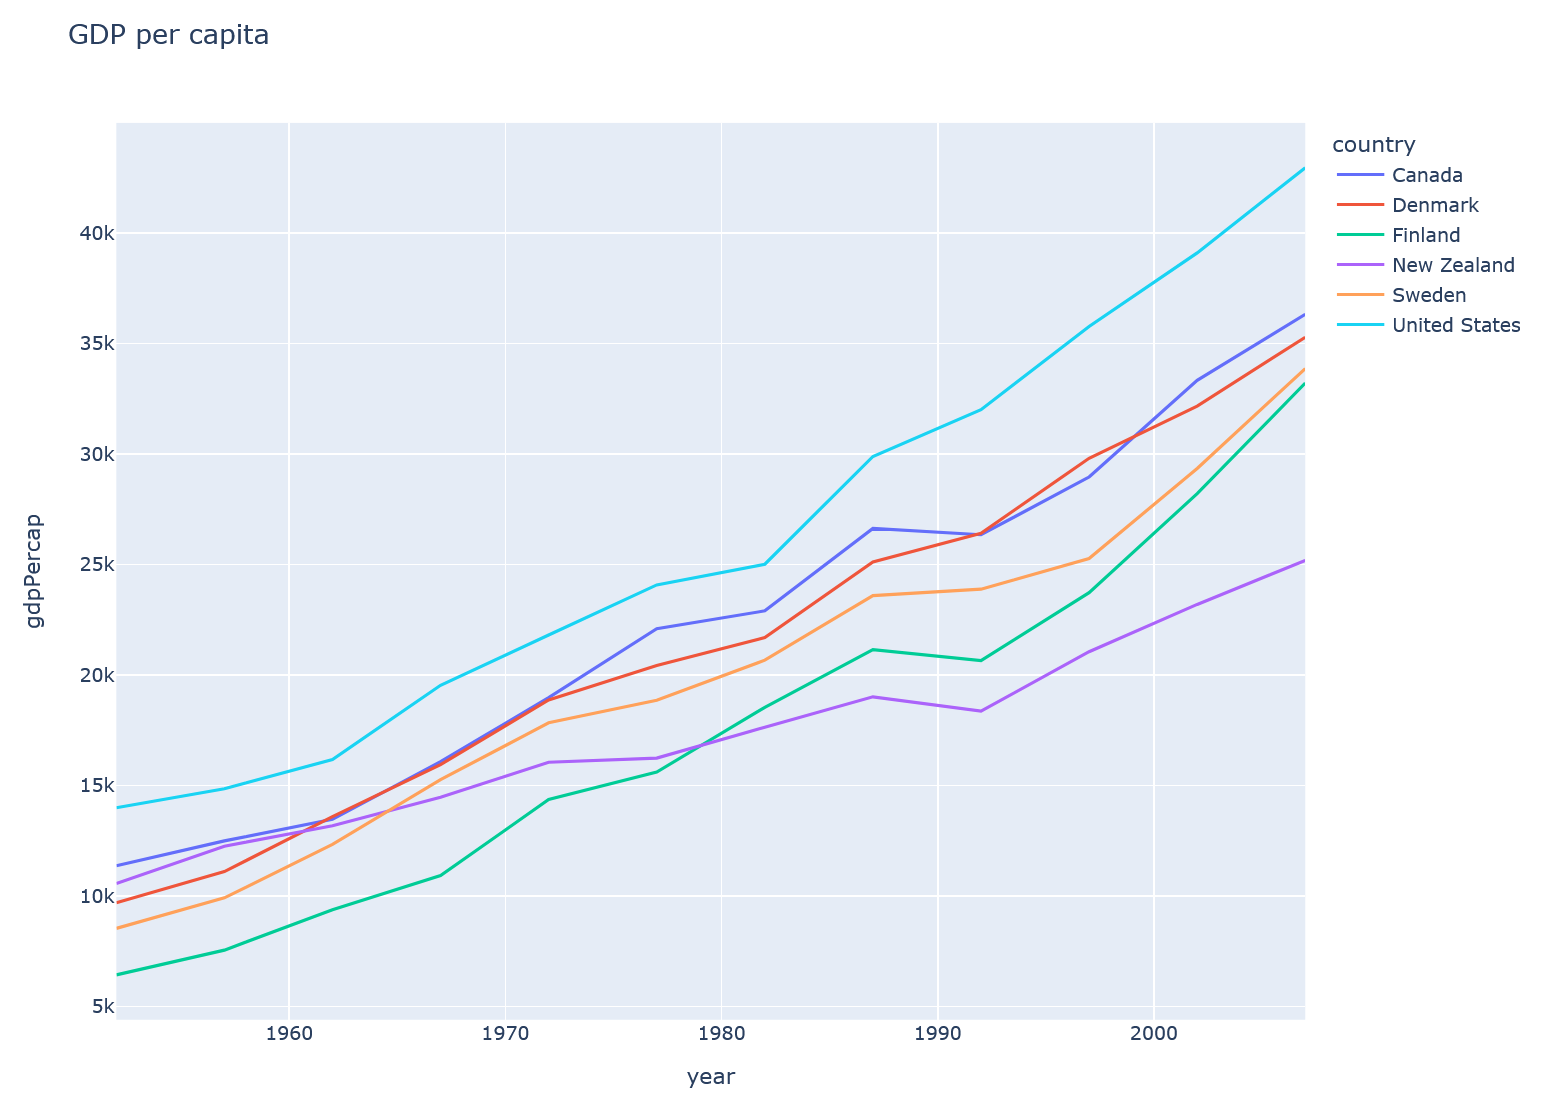 GDP per capita
country
Canada
Denmark
Finland
New Zealand
Sweden
United States
gdpPercap
40k
35k
30k
25k
20k
15k
10k
5k
1960 1970 1980 1990 2000
year